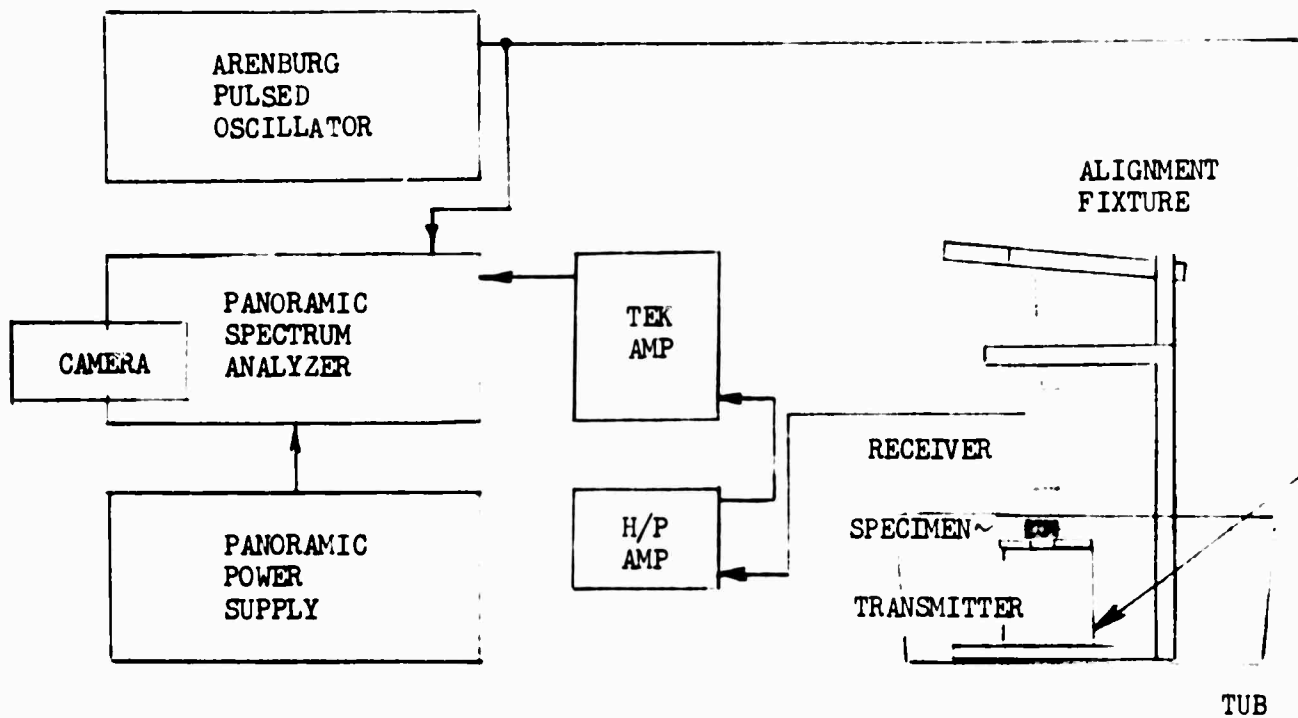 ARENBURG
PULSED
OSCILLATOR
ALIGNMENT
FIXTURE
PANORAMIC
SPECTRUM
ANALYZER
TEK
AMP
CAMERA
RECEIVER
H/P
AMP
SPECIMEN~
PANORAMIC
POWER
SUPPLY
TRANSMITTER
TUB